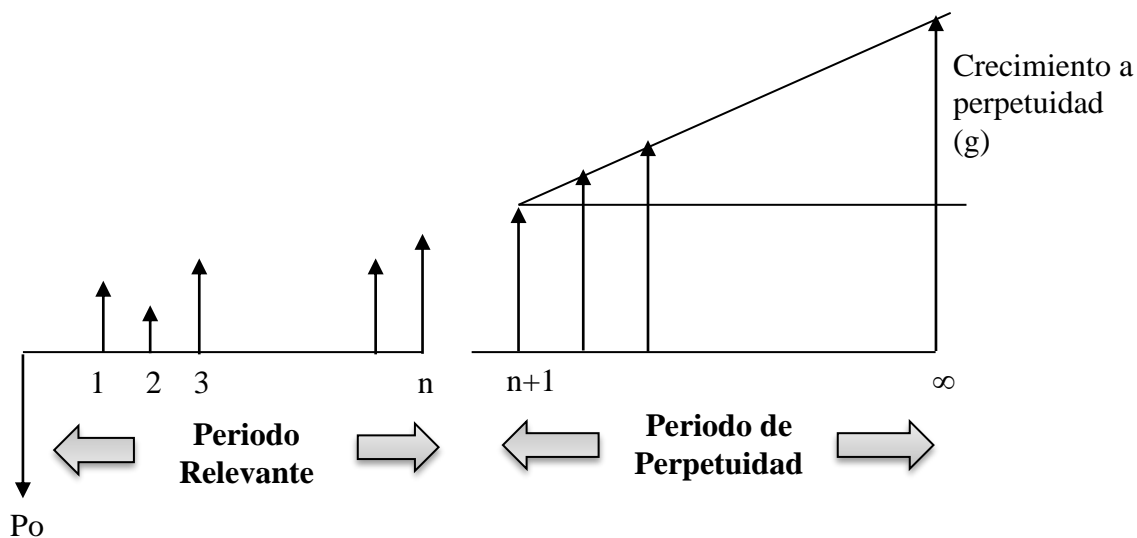 Crecimiento a
perpetuidad
(g)
1 2 3 n n+1 ∞
Periodo
Relevante
Periodo de
Perpetuidad
Po